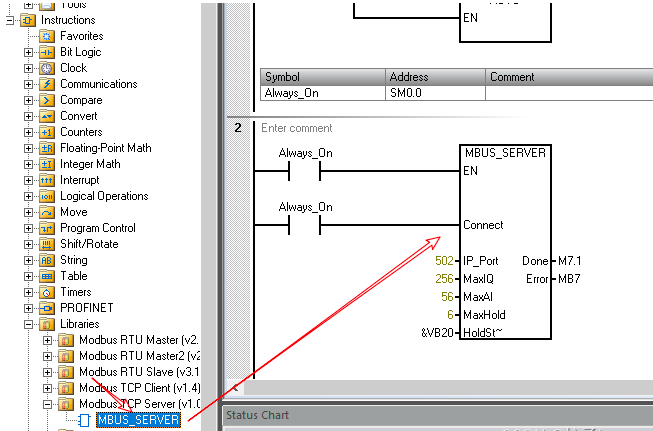 Tools
Instructions
Favorites
Bit Logic
Clock
Communications
Compare
Convert
Counters
Floating-Point Math
Integer Math
Interrupt
Logical Operations
Move
Program Control
Shift/Rotate
String
Table
Timers
PROFINET
Libraries
Modbus RTU Master (v2.
Modbus RTU Master2 (v2
Modbus RTU Slave (v3.1
Modbus TCP Client (v1.4)
Modbus TCP Server (v1.0
MBUS_SERVER
EN
Symbol Address Comment
Always_On SM0.0
2 Enter comment
Always_On MBUS_SERVER
EN
Always_On
Connect
502 IP_Port Done M7.1
256 MaxIQ Error MB7
56 MaxAI
6 MaxHold
&VB20 HoldSt~
Status Chart